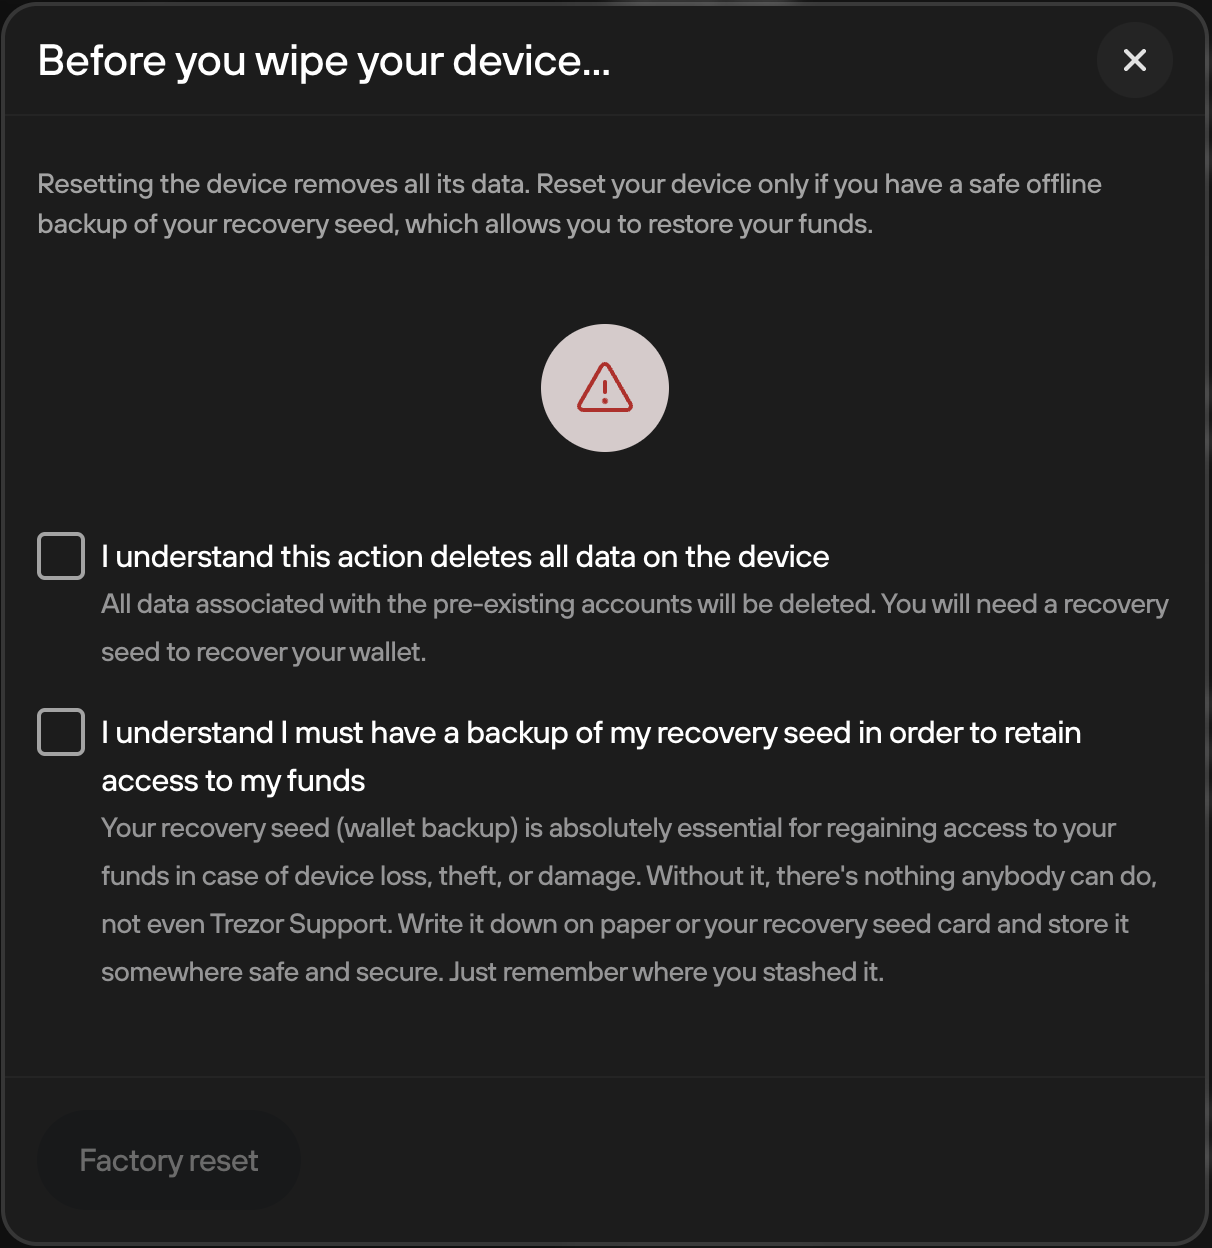 Before you wipe your device...
Resetting the device removes all its data. Reset your device only if you have a safe offline
backup of your recovery seed, which allows you to restore your funds.
I understand this action deletes all data on the device
All data associated with the pre-existing accounts will be deleted. You will need a recovery
seed to recover your wallet.
I understand I must have a backup of my recovery seed in order to retain
access to my funds
Your recovery seed (wallet backup) is absolutely essential for regaining access to your
funds in case of device loss, theft, or damage. Without it, there's nothing anybody can do,
not even Trezor Support. Write it down on paper or your recovery seed card and store it
somewhere safe and secure. Just remember where you stashed it.
Factory reset